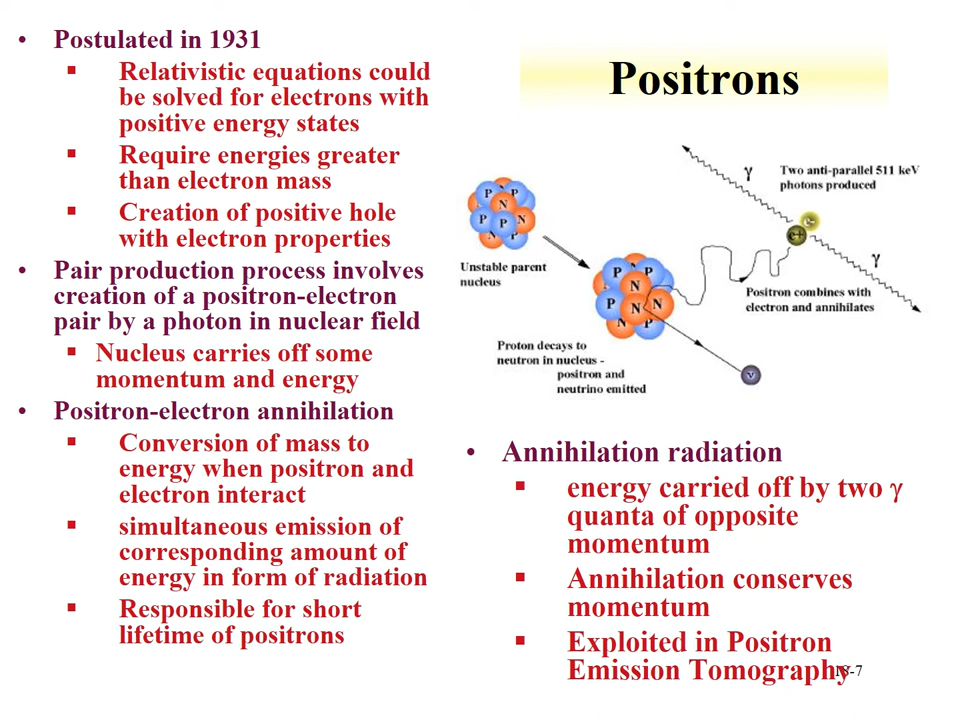 • Postulated in 1931
▪ Relativistic equations could
be solved for electrons with
positive energy states
▪ Require energies greater
than electron mass
▪ Creation of positive hole
with electron properties
• Pair production process involves
creation of a positron-electron
pair by a photon in nuclear field
▪ Nucleus carries off some
momentum and energy
• Positron-electron annihilation
▪ Conversion of mass to
energy when positron and
electron interact
▪ simultaneous emission of
corresponding amount of
energy in form of radiation
▪ Responsible for short
lifetime of positrons
Positrons
γ
Two anti-parallel 511 keV
photons produced
P
P
N
P
P
N
N
P
e-
e+
γ
Unstable parent
nucleus
P
P
N
P
N
N
N
P
Positron combines with
electron and annihilates
Proton decays to
neutron in nucleus -
positron and
neutrino emitted
ν
• Annihilation radiation
▪ energy carried off by two γ
quanta of opposite
momentum
▪ Annihilation conserves
momentum
▪ Exploited in Positron
Emission Tomography